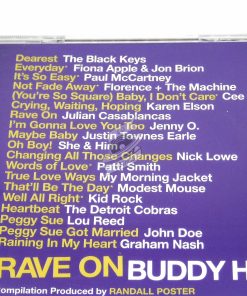 Dearest The Black Keys
Everyday Fiona Apple & Jon Brion
It's So Easy Paul McCartney
Not Fade Away Florence + The Machine
(You're So Square) Baby, I Don't Care Cee
Crying, Waiting, Hoping Karen Elson
Rave On Julian Casablancas
I'm Gonna Love You Too Jenny O.
Maybe Baby Justin Townes Earle
Oh Boy! She & Him
Changing All Those Changes Nick Lowe
Words of Love Patti Smith
True Love Ways My Morning Jacket
That'll Be The Day Modest Mouse
Well All Right Kid Rock
Heartbeat The Detroit Cobras
Peggy Sue Lou Reed
Peggy Sue Got Married John Doe
Raining In My Heart Graham Nash
RAVE ON BUDDY H
Compilation Produced by RANDALL POSTER